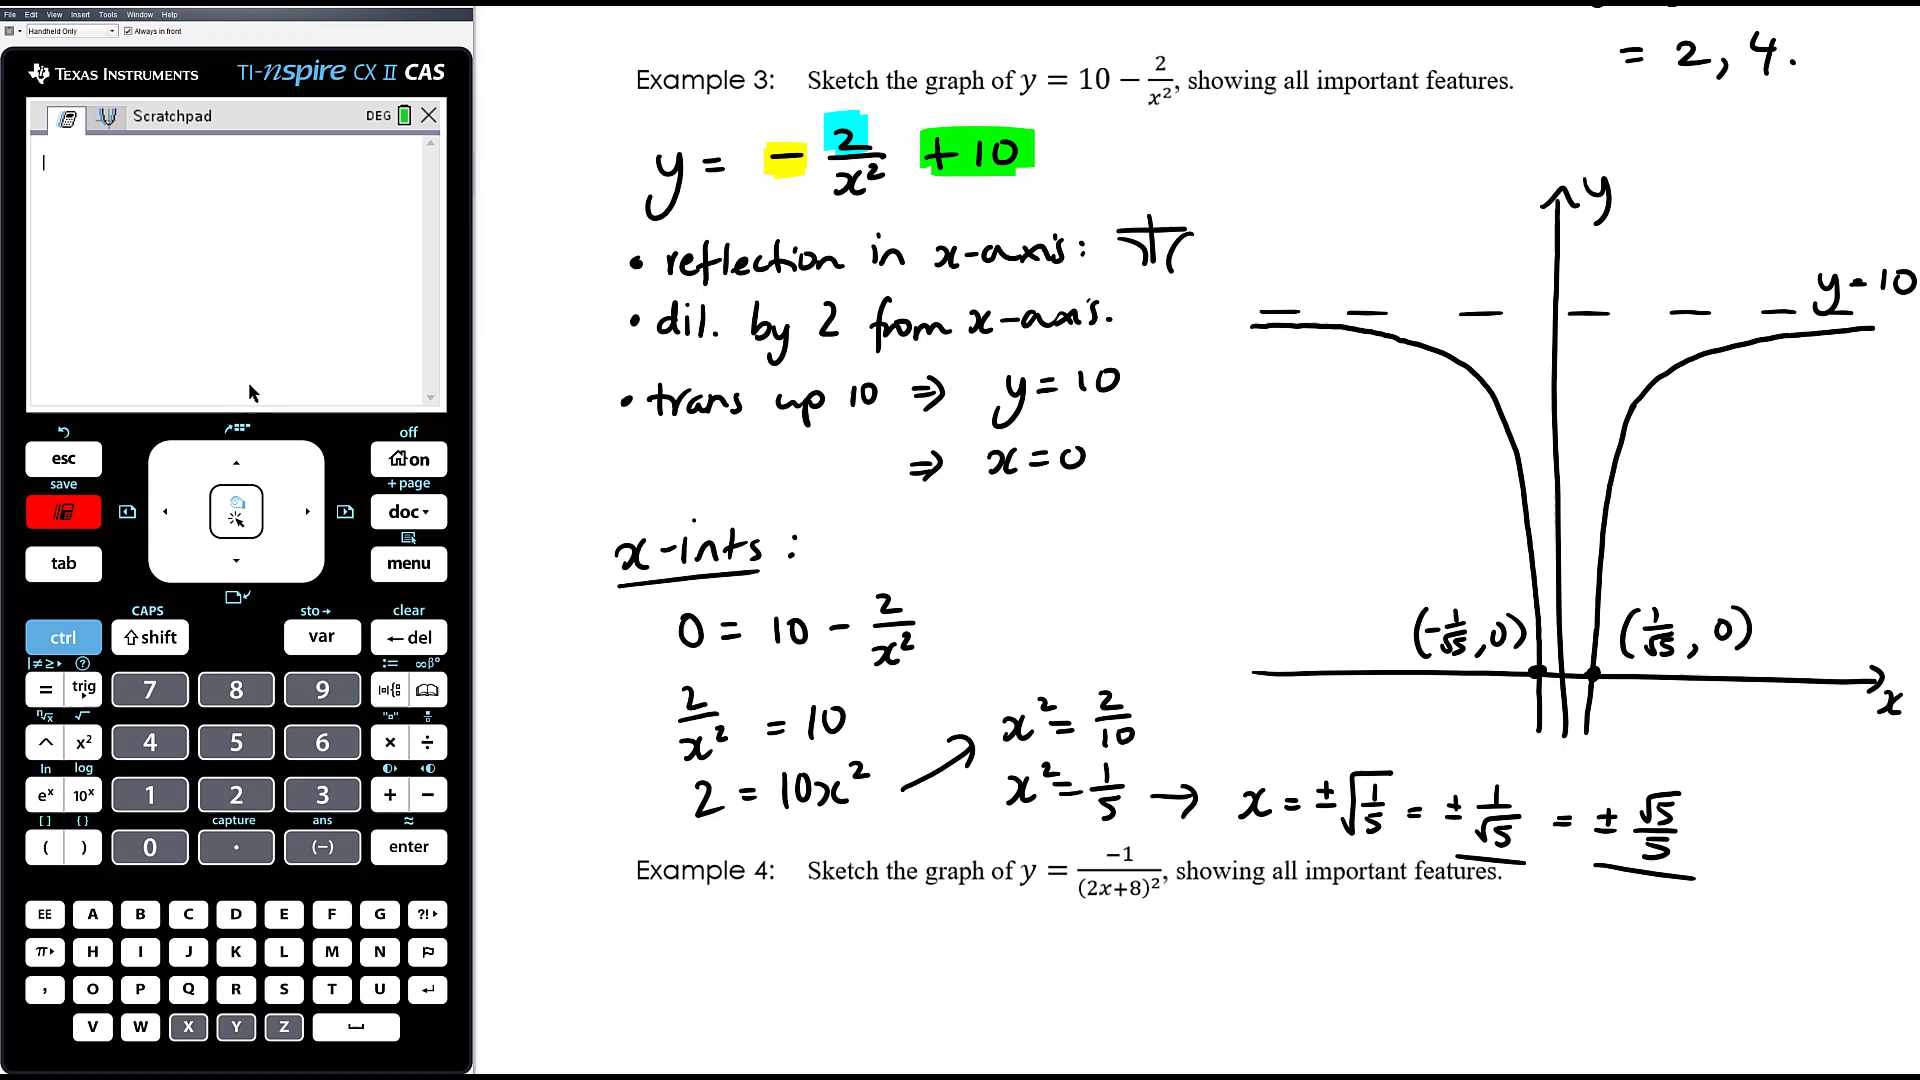 File Edit View Insert Tools Window Help
Handheld Only Always in front
TEXAS INSTRUMENTS TI-nspire CX II CAS
Scratchpad DEG
off
esc on
save + page
doc
tab menu
CAPS sto→ clear
ctrl ⇧shift var ← del
|≠≥▸ ? := ∞β°
= trig 7 8 9 |□|{□
ⁿ√x √ "□"
^ x² 4 5 6 × ÷
ln log
eˣ 10ˣ 1 2 3 + −
[ ] { } capture ans ≈
( ) 0 . (−) enter
EE A B C D E F G ?!▸
π▸ H I J K L M N
, O P Q R S T U ↵
V W X Y Z
= 2, 4.
Example 3: Sketch the graph of y = 10 − 2/x², showing all important features.
y = − 2/x² + 10
• reflection in x-axis:
• dil. by 2 from x-axis.
• trans up 10 ⇒ y = 10
⇒ x = 0
x-ints :
0 = 10 − 2/x²
2/x² = 10
2 = 10x²
x² = 2/10
x² = 1/5 → x = ±√(1/5) = ± 1/√5 = ± √5/5
y
y = 10
(−1/√5, 0) (1/√5, 0)
x
Example 4: Sketch the graph of y = −1/(2x+8)², showing all important features.